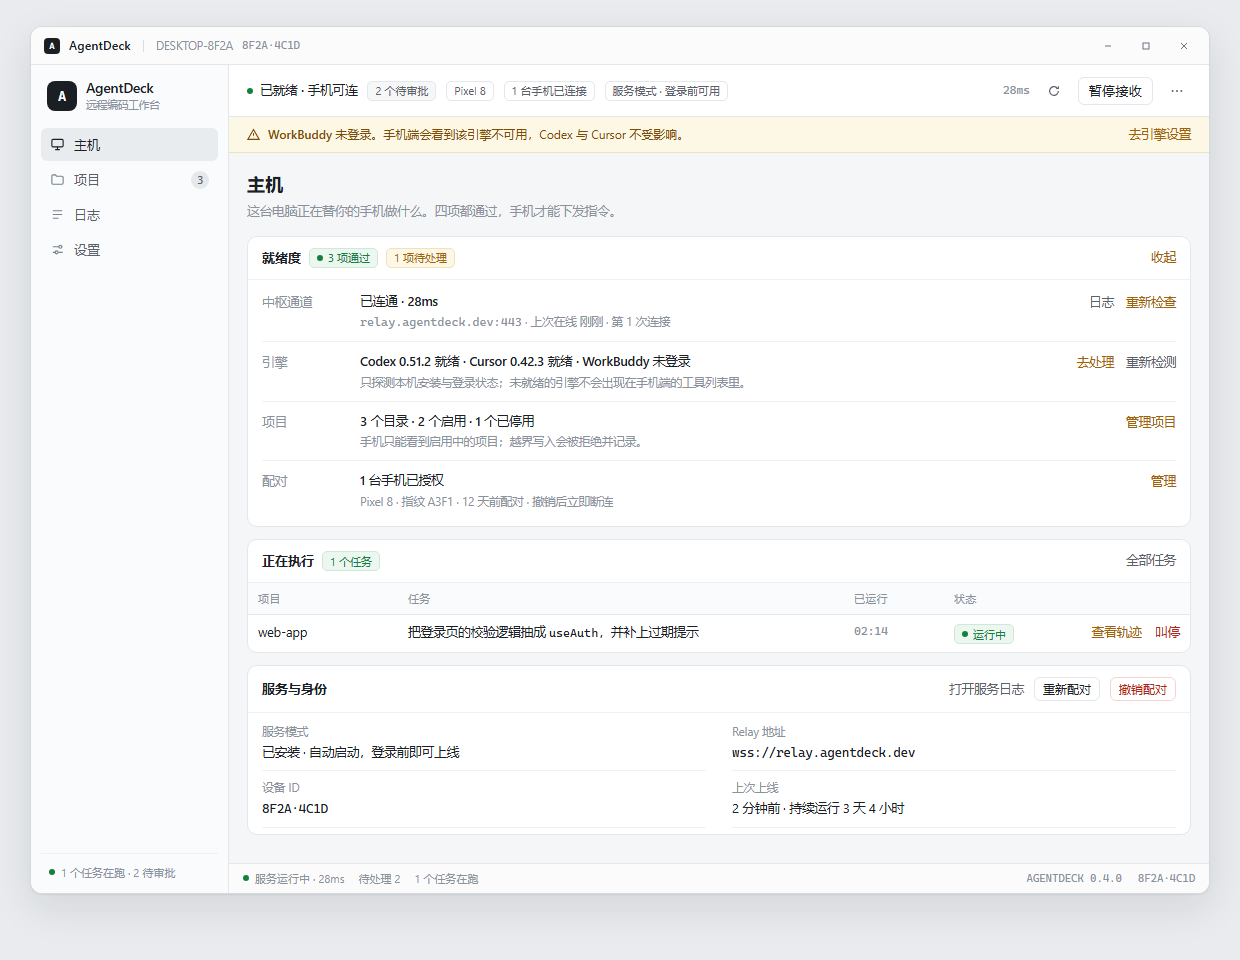 A AgentDeck DESKTOP-8F2A 8F2A·4C1D
A AgentDeck
远程编码工作台
主机
项目 3
日志
设置
1 个任务在跑 · 2 待审批
已就绪 · 手机可连 2 个待审批 Pixel 8 1 台手机已连接 服务模式 · 登录前可用 28ms 暂停接收 ···
WorkBuddy 未登录。手机端会看到该引擎不可用，Codex 与 Cursor 不受影响。 去引擎设置
主机
这台电脑正在替你的手机做什么。四项都通过，手机才能下发指令。
就绪度 3 项通过 1 项待处理 收起
中枢通道 已连通 · 28ms 日志 重新检查
relay.agentdeck.dev:443 · 上次在线 刚刚 · 第 1 次连接
引擎 Codex 0.51.2 就绪 · Cursor 0.42.3 就绪 · WorkBuddy 未登录 去处理 重新检测
只探测本机安装与登录状态；未就绪的引擎不会出现在手机端的工具列表里。
项目 3 个目录 · 2 个启用 · 1 个已停用 管理项目
手机只能看到启用中的项目；越界写入会被拒绝并记录。
配对 1 台手机已授权 管理
Pixel 8 · 指纹 A3F1 · 12 天前配对 · 撤销后立即断连
正在执行 1 个任务 全部任务
项目 任务 已运行 状态
web-app 把登录页的校验逻辑抽成 useAuth，并补上过期提示 02:14 运行中 查看轨迹 叫停
服务与身份 打开服务日志 重新配对 撤销配对
服务模式 Relay 地址
已安装 · 自动启动，登录前即可上线 wss://relay.agentdeck.dev
设备 ID 上次上线
8F2A·4C1D 2 分钟前 · 持续运行 3 天 4 小时
服务运行中 · 28ms 待处理 2 1 个任务在跑 AGENTDECK 0.4.0 8F2A·4C1D